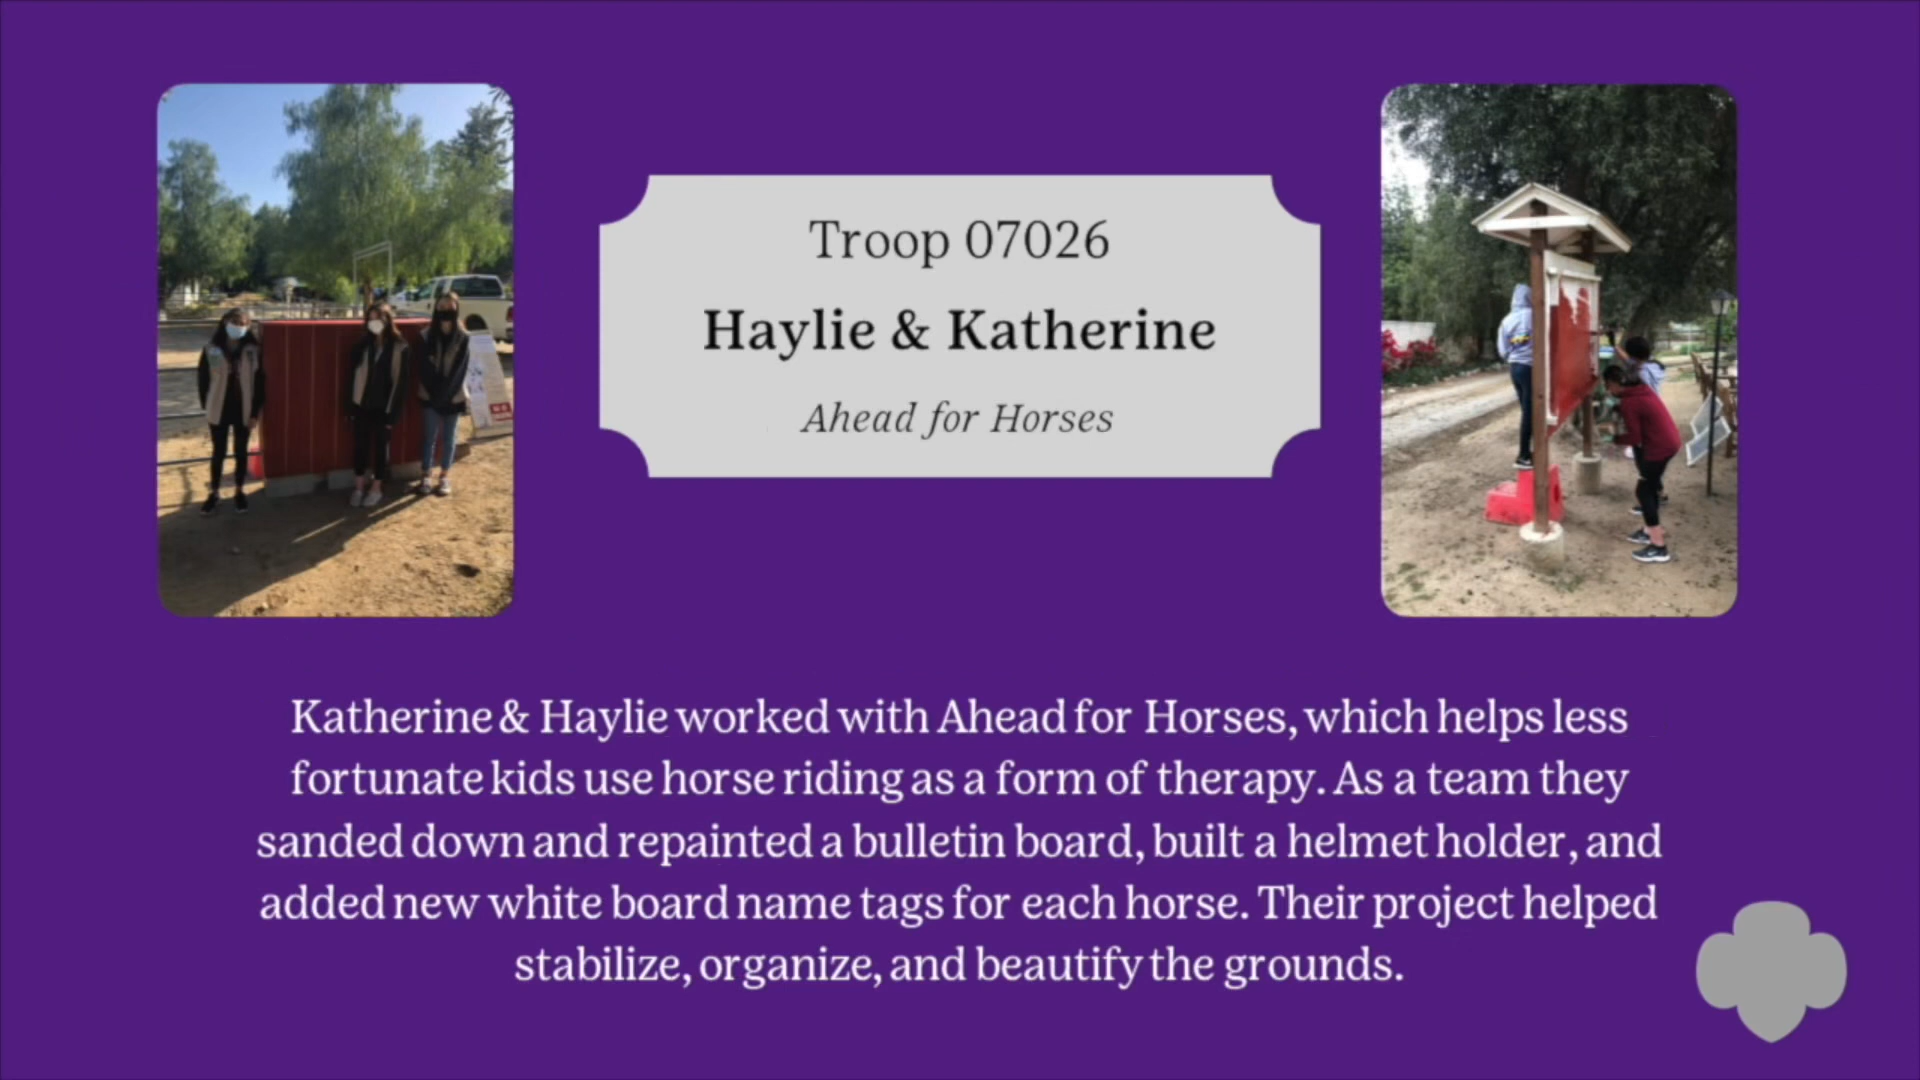 Troop 07026
Haylie & Katherine
Ahead for Horses
Katherine & Haylie worked with Ahead for Horses, which helps less
fortunate kids use horse riding as a form of therapy. As a team they
sanded down and repainted a bulletin board, built a helmet holder, and
added new white board name tags for each horse. Their project helped
stabilize, organize, and beautify the grounds.